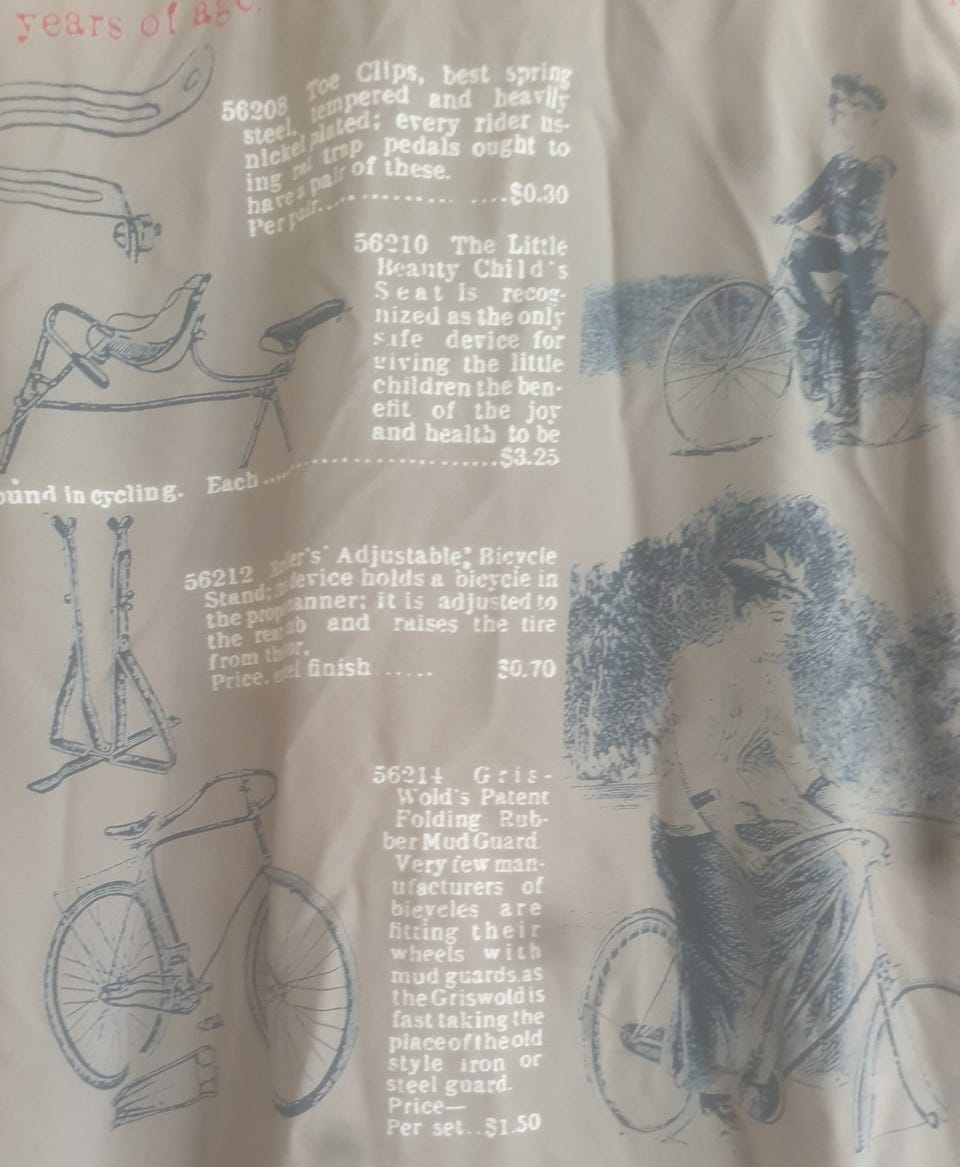 years of age.
56208 Toe Clips, best spring
steel, tempered and heavily
nickel plated; every rider us-
ing trap pedals ought to
have a pair of these.
Per pair..................$0.30
56210 The Little
Beauty Child's
Seat is recog-
nized as the only
safe device for
giving the little
children the ben-
efit of the joy
and health to be
found in cycling. Each......................$3.25
56212 Adjustable Bicycle
Stand; device holds a bicycle in
the manner; it is adjusted to
the rear and raises the tire
from
Price. finish...... $0.70
56214 Gris-
Wold's Patent
Folding Rub-
ber Mud Guard
Very few man-
ufacturers of
bicycles are
fitting their
wheels with
mud guards.as
the Griswold is
fast taking the
place of the old
style iron or
steel guard.
Price—
Per set..$1.50